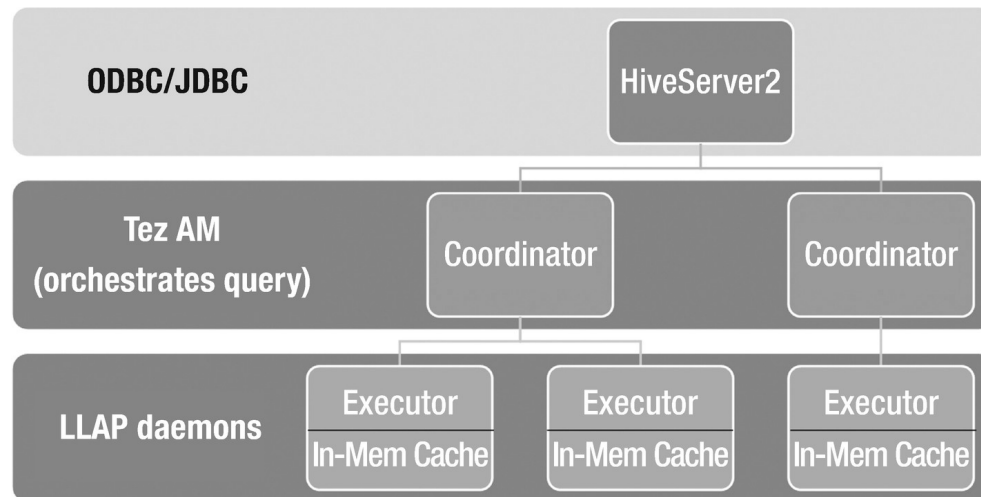 ODBC/JDBC
HiveServer2
Tez AM
(orchestrates query)
Coordinator
Coordinator
LLAP daemons
Executor
In-Mem Cache
Executor
In-Mem Cache
Executor
In-Mem Cache